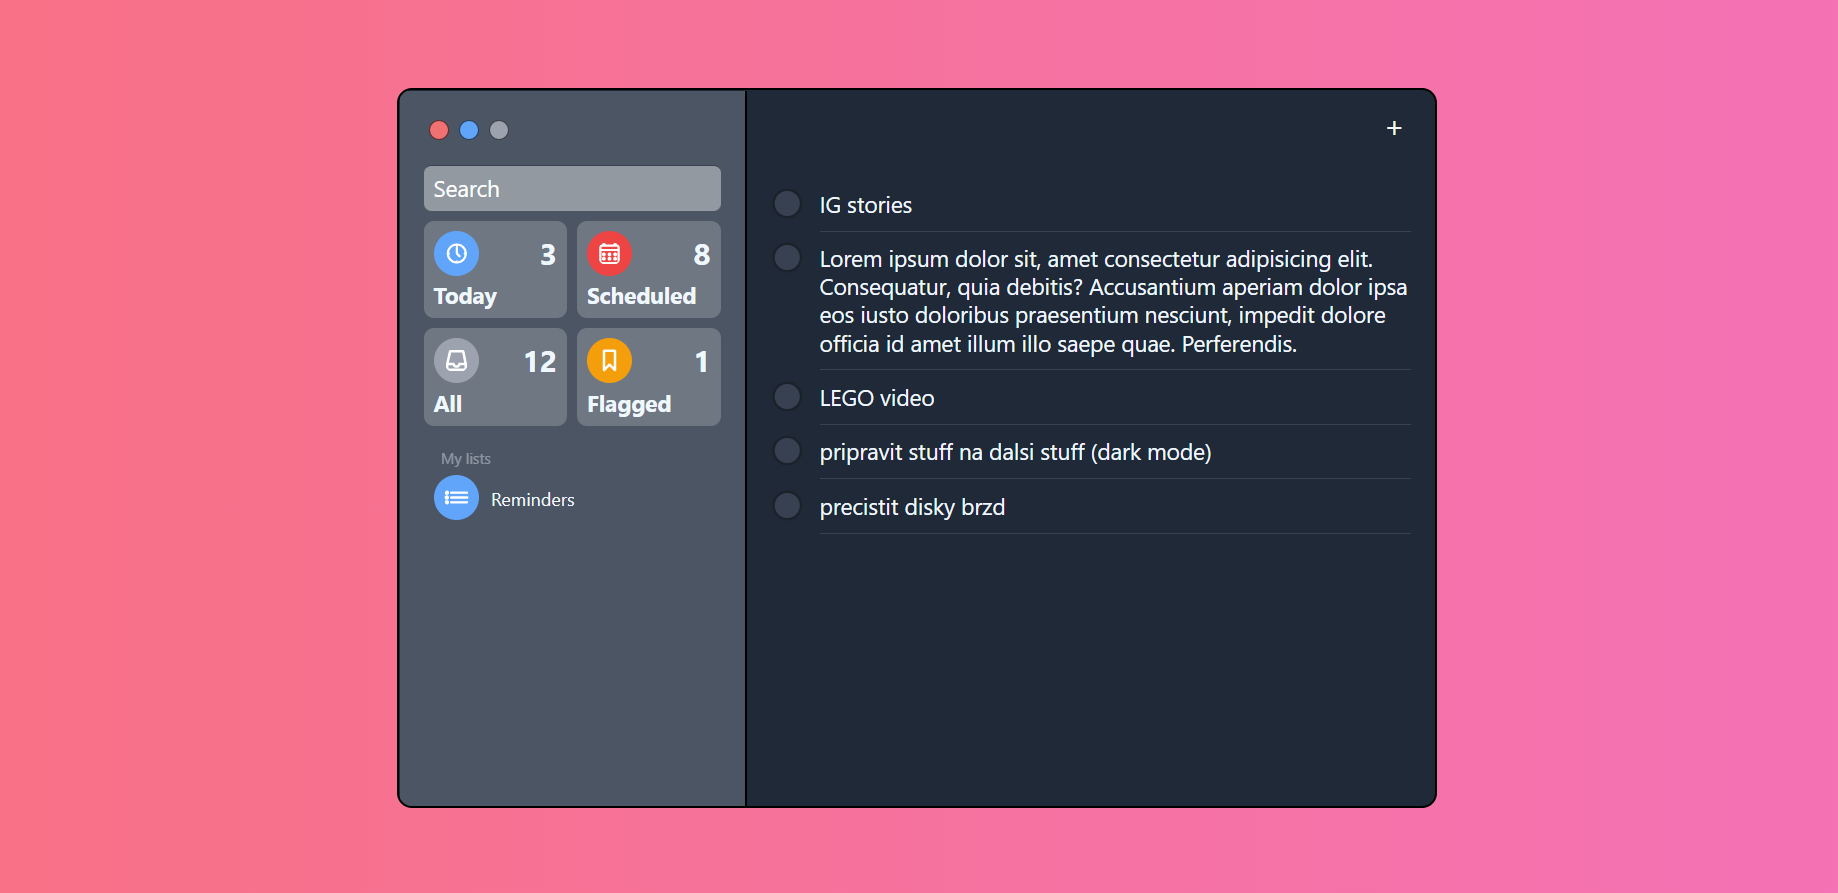 Search
3
Today
8
Scheduled
12
All
1
Flagged
My lists
Reminders
+
IG stories
Lorem ipsum dolor sit, amet consectetur adipisicing elit.
Consequatur, quia debitis? Accusantium aperiam dolor ipsa
eos iusto doloribus praesentium nesciunt, impedit dolore
officia id amet illum illo saepe quae. Perferendis.
LEGO video
pripravit stuff na dalsi stuff (dark mode)
precistit disky brzd